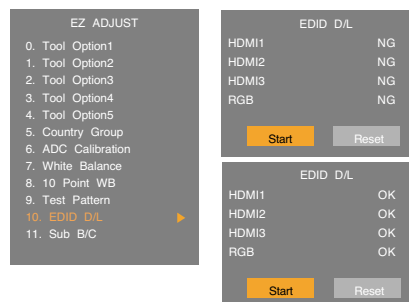 EZ ADJUST
0. Tool Option1
1. Tool Option2
2. Tool Option3
3. Tool Option4
4. Tool Option5
5. Country Group
6. ADC Calibration
7. White Balance
8. 10 Point WB
9. Test Pattern
10. EDID D/L
11. Sub B/C
EDID D/L
HDMI1 NG
HDMI2 NG
HDMI3 NG
RGB NG
Start Reset
EDID D/L
HDMI1 OK
HDMI2 OK
HDMI3 OK
RGB OK
Start Reset